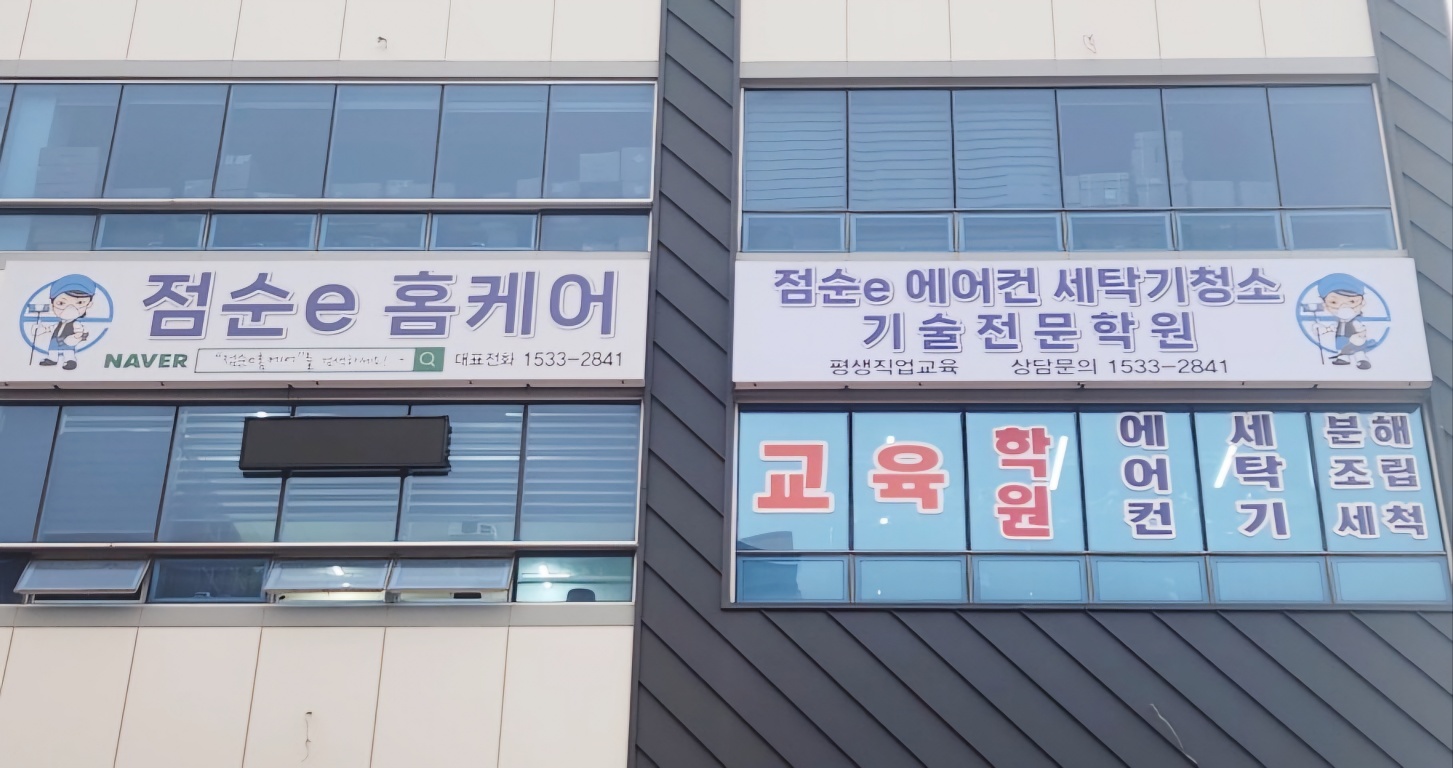 점순e 홈케어
NAVER
대표전화 1533-2841
점순e 에어컨 세탁기청소
기술전문학원
평생직업교육 상담문의 1533-2841
교육
학원
에어컨
세탁기
분해
조립
세척